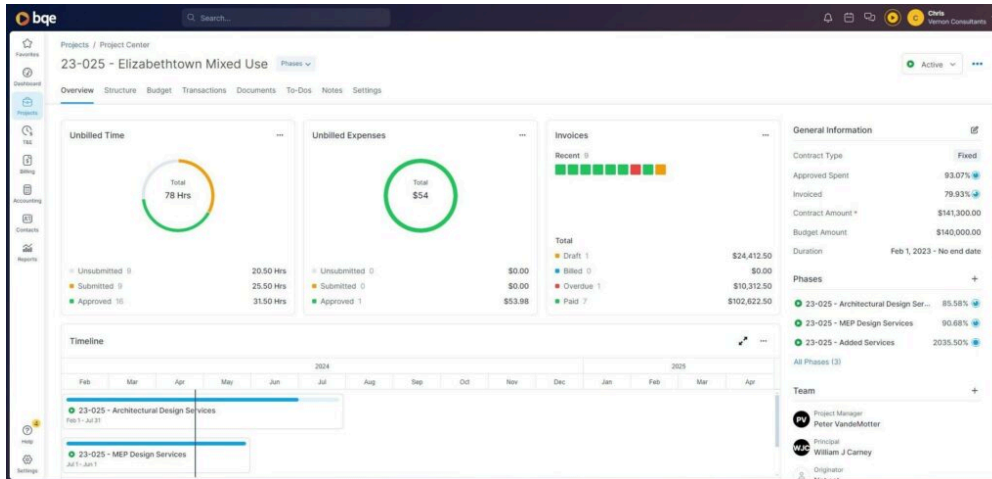 bqe
Search...
C
Chris
Vernon Consultants
Favorites
Dashboard
Projects
T&E
Billing
Accounting
Contacts
Reports
4
Help
Settings
Projects / Project Center
23-025 - Elizabethtown Mixed Use
Phases
Active
Overview Structure Budget Transactions Documents To-Dos Notes Settings
Unbilled Time
Total
78 Hrs
Unsubmitted 9 20.50 Hrs
Submitted 9 25.50 Hrs
Approved 16 31.50 Hrs
Unbilled Expenses
Total
$54
Unsubmitted 0 $0.00
Submitted 0 $0.00
Approved 1 $53.98
Invoices
Recent 9
Total
Draft 1 $24,412.50
Billed 0 $0.00
Overdue 1 $10,312.50
Paid 7 $102,622.50
Timeline
2024 2025
Feb Mar Apr May Jun Jul Aug Sep Oct Nov Dec Jan Feb Mar Apr
23-025 - Architectural Design Services
Feb 1 - Jul 31
23-025 - MEP Design Services
Jul 1 - Jun 1
General Information
Contract Type Fixed
Approved Spent 93.07%
Invoiced 79.93%
Contract Amount * $141,300.00
Budget Amount $140,000.00
Duration Feb 1, 2023 - No end date
Phases +
23-025 - Architectural Design Ser... 85.58%
23-025 - MEP Design Services 90.68%
23-025 - Added Services 2035.50%
All Phases (3)
Team +
PV
Project Manager
Peter VandeMotter
WJC
Principal
William J Carney
Originator